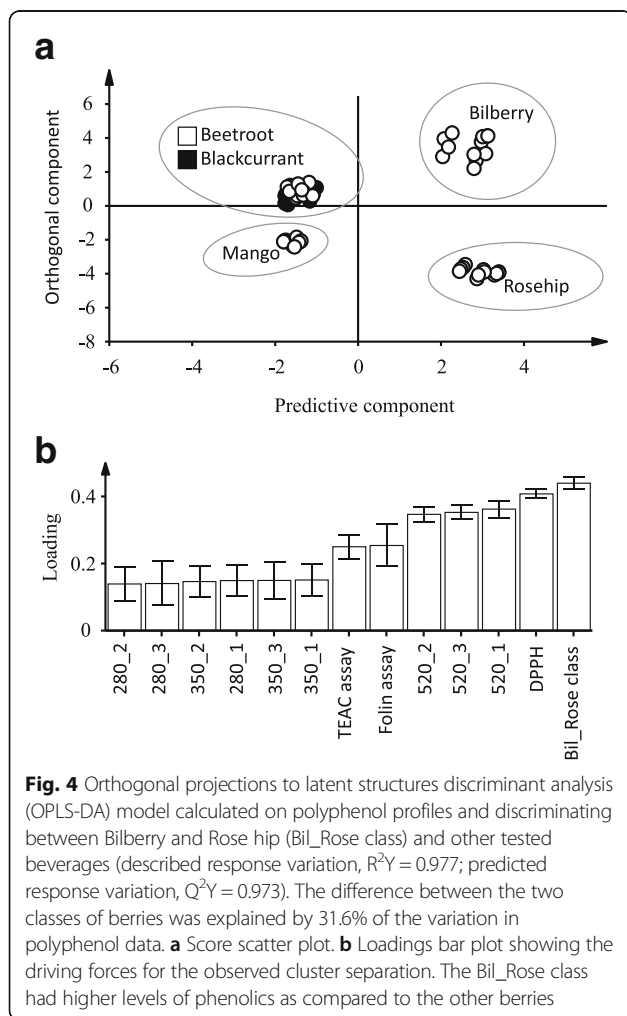 a
Orthogonal component
6
4
2
0
-2
-4
-6
-8
Beetroot
Blackcurrant
Bilberry
Mango
Rosehip
-6
-4
-2
0
2
4
Predictive component
b
Loading
0.4
0.2
0
280_2
280_3
350_2
280_1
350_3
350_1
TEAC assay
Folin assay
520_2
520_3
520_1
DPPH
Bil_Rose class
Fig. 4 Orthogonal projections to latent structures discriminant analysis
(OPLS-DA) model calculated on polyphenol profiles and discriminating
between Bilberry and Rose hip (Bil_Rose class) and other tested
beverages (described response variation, R²Y = 0.977; predicted
response variation, Q²Y = 0.973). The difference between the two
classes of berries was explained by 31.6% of the variation in
polyphenol data. a Score scatter plot. b Loadings bar plot showing the
driving forces for the observed cluster separation. The Bil_Rose class
had higher levels of phenolics as compared to the other berries